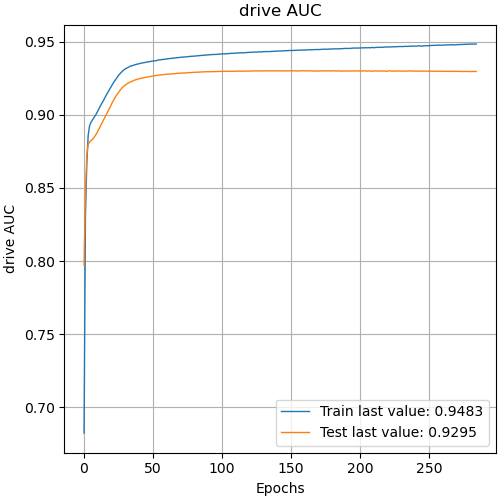 drive AUC
0.95
0.90
0.85
0.80
0.75
0.70
drive AUC
Train last value: 0.9483
Test last value: 0.9295
0 50 100 150 200 250
Epochs